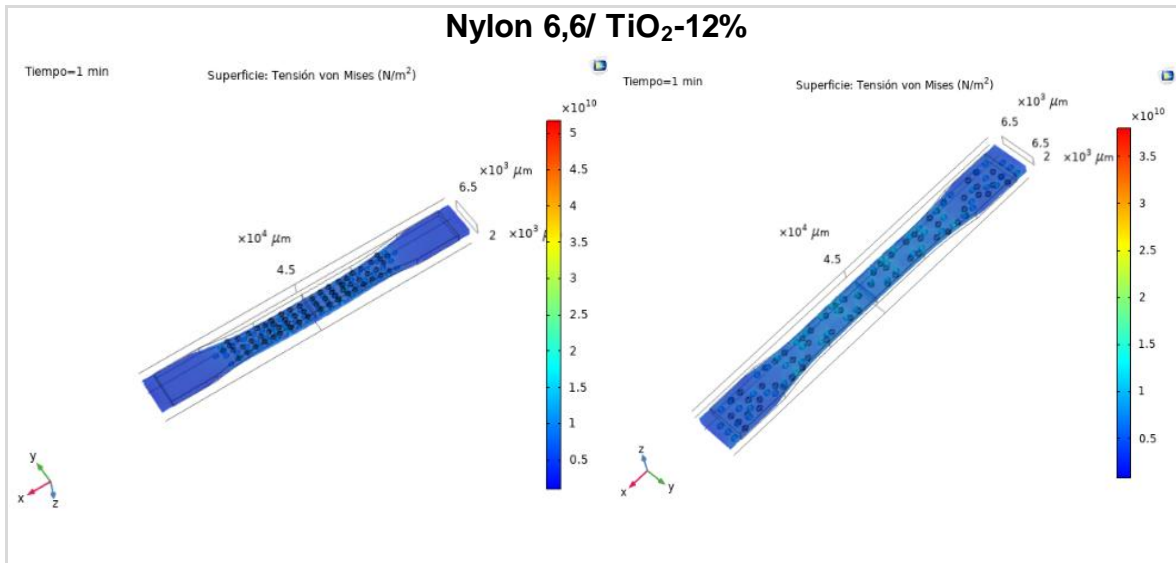 Nylon 6,6/ TiO₂-12%
Tiempo=1 min
Superficie: Tensión von Mises (N/m²)
×10¹⁰
5
4.5
4
3.5
3
2.5
2
1.5
1
0.5
×10³ μm
6.5
2
×10³ μ
×10⁴ μm
4.5
y
x
z
Tiempo=1 min
Superficie: Tensión von Mises (N/m²)
×10¹⁰
3.5
3
2.5
2
1.5
1
0.5
×10³ μm
6.5
6.5
2
×10³ μm
×10⁴ μm
4.5
z
x
y